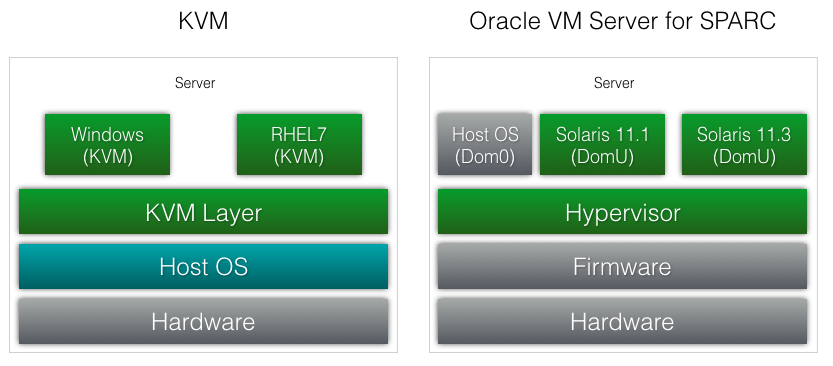 KVM
Server
Windows
(KVM)
RHEL7
(KVM)
KVM Layer
Host OS
Hardware
Oracle VM Server for SPARC
Server
Host OS
(Dom0)
Solaris 11.1
(DomU)
Solaris 11.3
(DomU)
Hypervisor
Firmware
Hardware